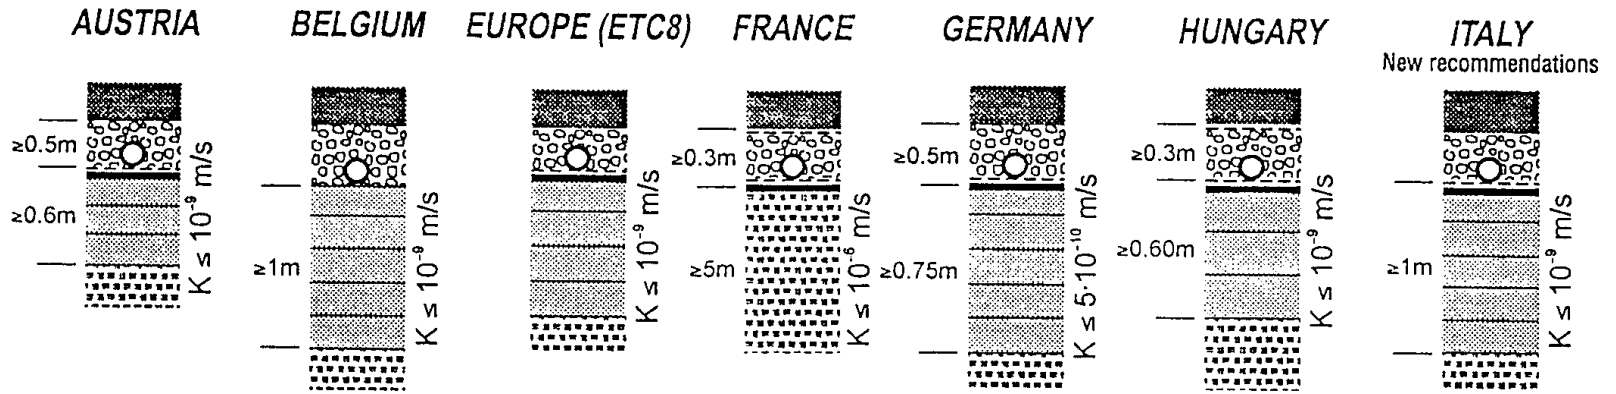 AUSTRIA
≥0.5m
≥0.6m
K ≤ 10⁻⁹ m/s
BELGIUM
≥1m
K ≤ 10⁻⁹ m/s
EUROPE (ETC8)
K ≤ 10⁻⁹ m/s
FRANCE
≥0.3m
≥5m
K ≤ 10⁻⁶ m/s
GERMANY
≥0.5m
≥0.75m
K ≤ 5·10⁻¹⁰ m/s
HUNGARY
≥0.3m
≥0.60m
K ≤ 10⁻⁹ m/s
ITALY
New recommendations
≥1m
K ≤ 10⁻⁹ m/s